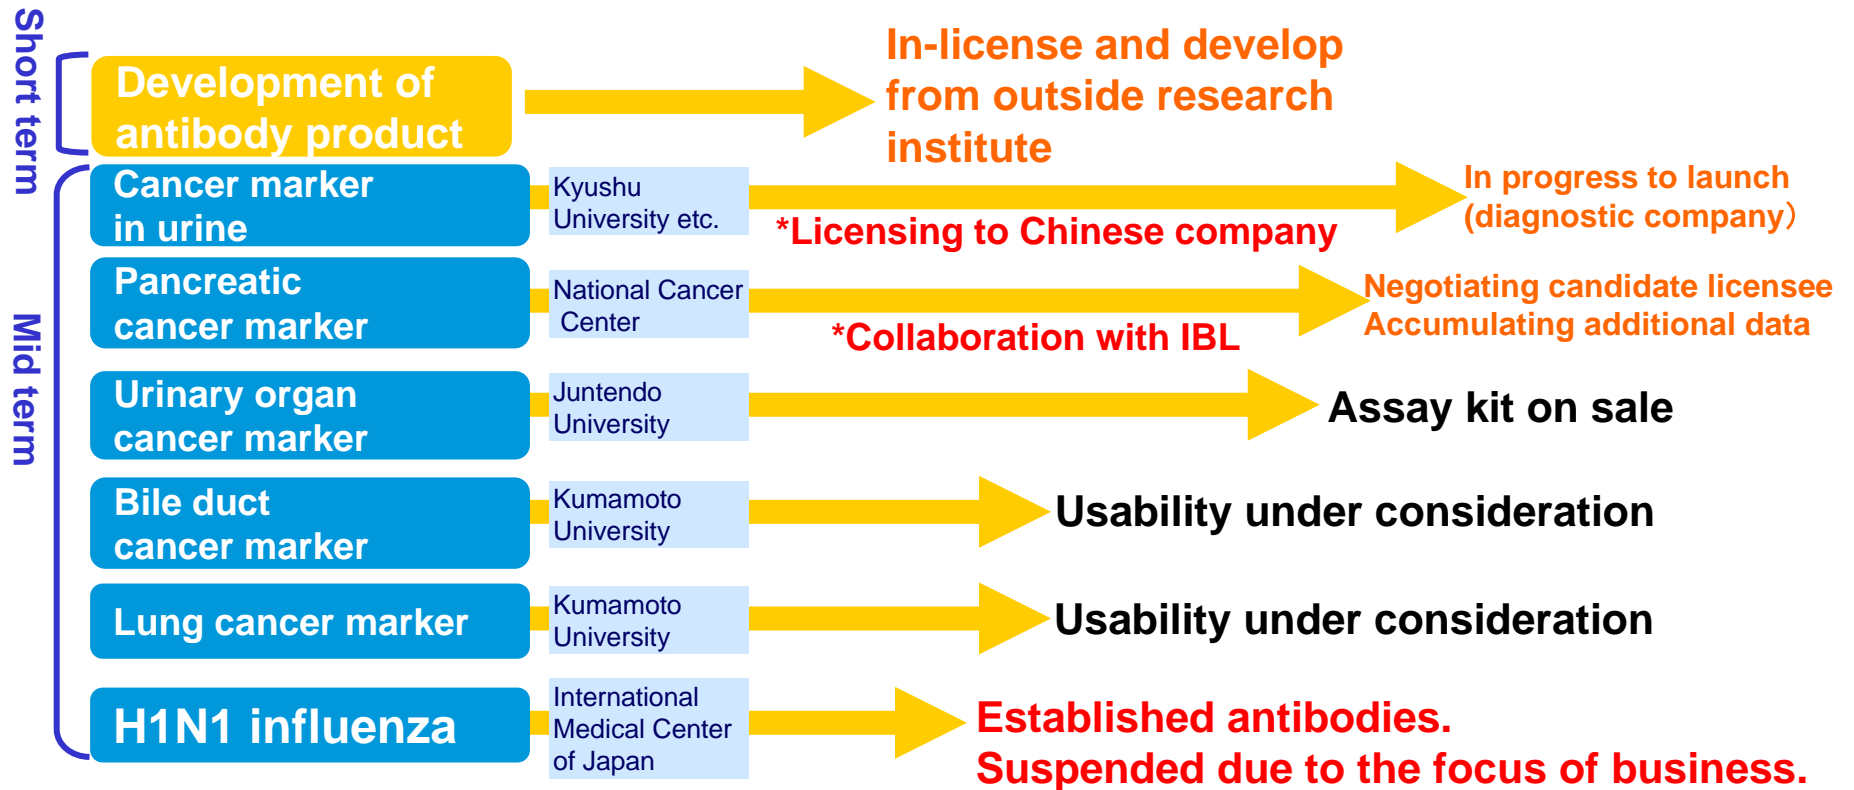 Short term
Development of
antibody product
In-license and develop
from outside research
institute
Mid term
Cancer marker
in urine
Kyushu
University etc.
*Licensing to Chinese company
In progress to launch
(diagnostic company）
Pancreatic
cancer marker
National Cancer
Center
*Collaboration with IBL
Negotiating candidate licensee
Accumulating additional data
Urinary organ
cancer marker
Juntendo
University
Assay kit on sale
Bile duct
cancer marker
Kumamoto
University
Usability under consideration
Lung cancer marker
Kumamoto
University
Usability under consideration
H1N1 influenza
International
Medical Center
of Japan
Established antibodies.
Suspended due to the focus of business.